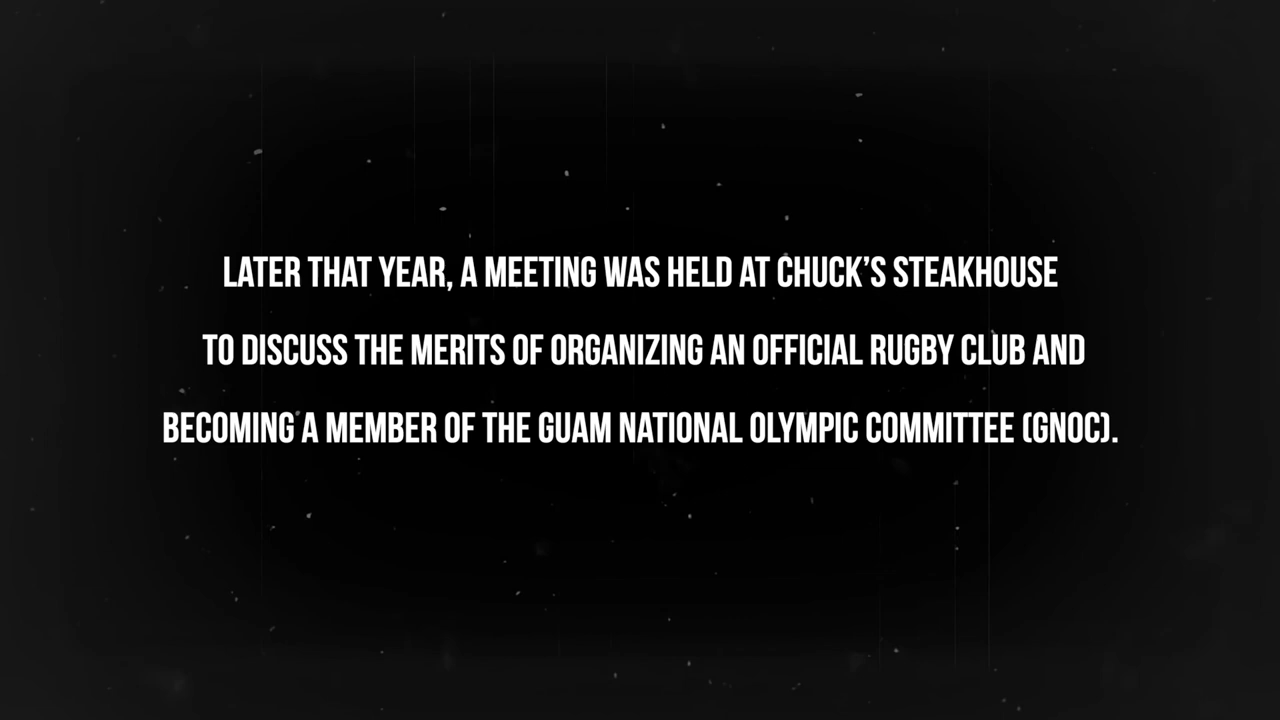 LATER THAT YEAR, A MEETING WAS HELD AT CHUCK’S STEAKHOUSE
TO DISCUSS THE MERITS OF ORGANIZING AN OFFICIAL RUGBY CLUB AND
BECOMING A MEMBER OF THE GUAM NATIONAL OLYMPIC COMMITTEE (GNOC).